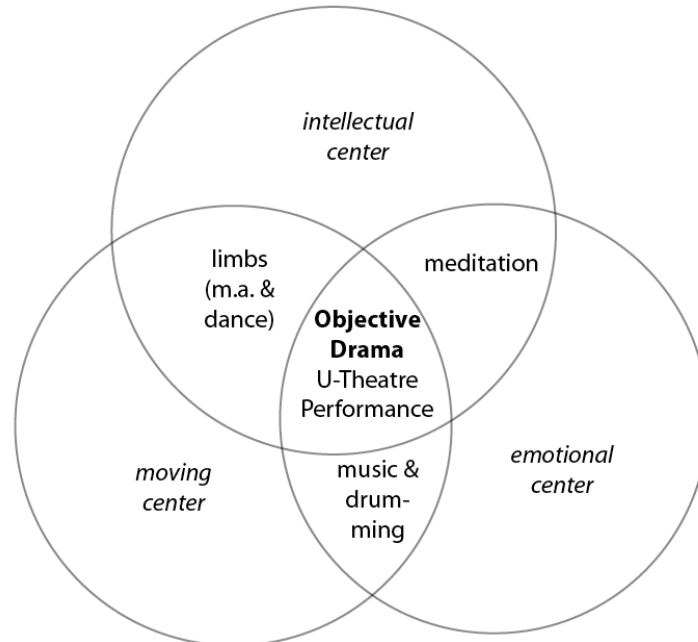 intellectual
center
limbs
(m.a. &
dance)
meditation
Objective
Drama
U-Theatre
Performance
moving
center
music &
drum-
ming
emotional
center